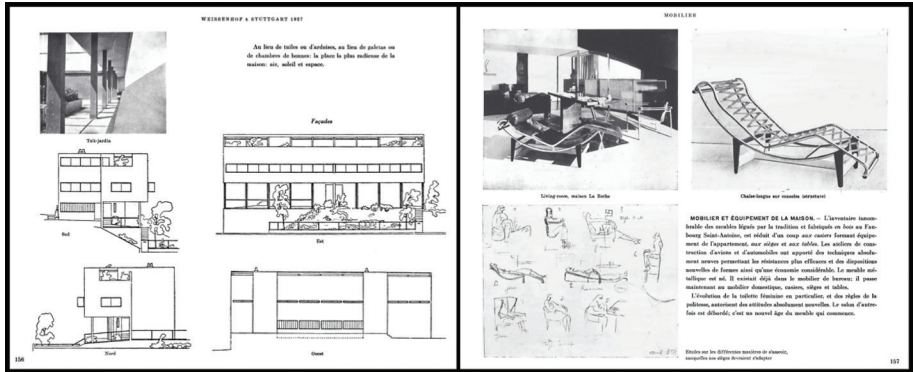 WEISSENHOF à STUTTGART 1927
Au lieu de tuiles ou d'ardoises, au lieu de galetas ou
de chambres de bonnes: la place la plus radieuse de la
maison: air, soleil et espace.
Toit-jardin
Façades
Sud
Est
Nord
Ouest
156
MOBILIER
Living-room, maison La Roche
Chaise-longue sur consoles (structure)
MOBILIER ET ÉQUIPEMENT DE LA MAISON. – L'inventaire innom-
brable des meubles légués par la tradition et fabriqués en bois au Fau-
bourg Saint-Antoine, est réduit d'un coup aux casiers formant équipe-
ment de l'appartement, aux sièges et aux tables. Les ateliers de cons-
truction d'avions et d'automobiles ont apporté des techniques absolu-
ment neuves permettant les résistances plus efficaces et des dispositions
nouvelles de formes ainsi qu'une économie considérable. Le meuble mé-
tallique est né. Il existait déjà dans le mobilier de bureau; il passe
maintenant au mobilier domestique, casiers, sièges et tables.
L'évolution de la toilette féminine en particulier, et des règles de la
politesse, autorisent des attitudes absolument nouvelles. Le salon d'autre-
fois est débordé; c'est un nouvel âge du meuble qui commence.
Etudes sur les différentes manières de s'asseoir,
auxquelles nos sièges devraient s'adapter
157